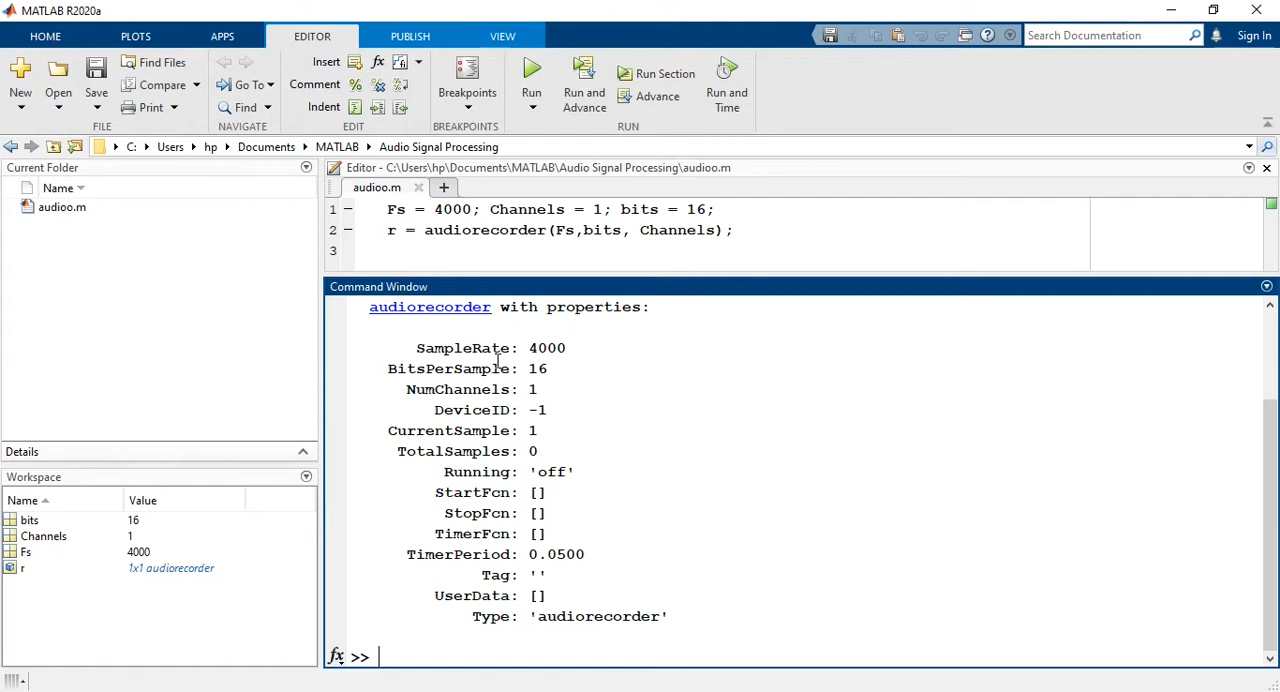 MATLAB R2020a
HOME PLOTS APPS EDITOR PUBLISH VIEW Search Documentation Sign In
New Open Save Find Files Compare Print Go To Find Insert fx Comment % Indent Breakpoints Run Run and Advance Run Section Advance Run and Time
FILE NAVIGATE EDIT BREAKPOINTS RUN
C: Users hp Documents MATLAB Audio Signal Processing
Current Folder
Name
audioo.m
Details
Workspace
Name Value
bits 16
Channels 1
Fs 4000
r 1x1 audiorecorder
Editor - C:\Users\hp\Documents\MATLAB\Audio Signal Processing\audioo.m
audioo.m
1 Fs = 4000; Channels = 1; bits = 16;
2 r = audiorecorder(Fs,bits, Channels);
3
Command Window
audiorecorder with properties:
SampleRate: 4000
BitsPerSample: 16
NumChannels: 1
DeviceID: -1
CurrentSample: 1
TotalSamples: 0
Running: 'off'
StartFcn: []
StopFcn: []
TimerFcn: []
TimerPeriod: 0.0500
Tag: ''
UserData: []
Type: 'audiorecorder'
fx >>